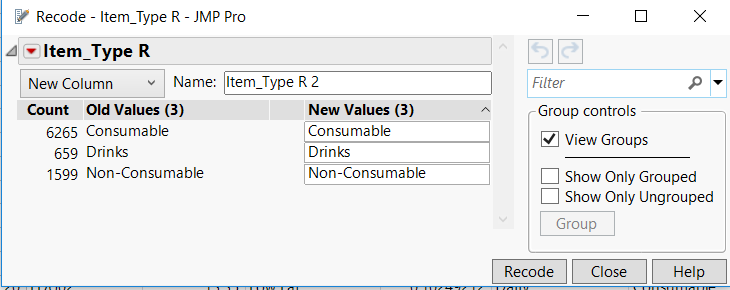 Recode - Item_Type R - JMP Pro
Item_Type R
New Column Name: Item_Type R 2
Count Old Values (3) New Values (3)
6265 Consumable Consumable
659 Drinks Drinks
1599 Non-Consumable Non-Consumable
Filter
Group controls
View Groups
Show Only Grouped
Show Only Ungrouped
Group
Recode Close Help